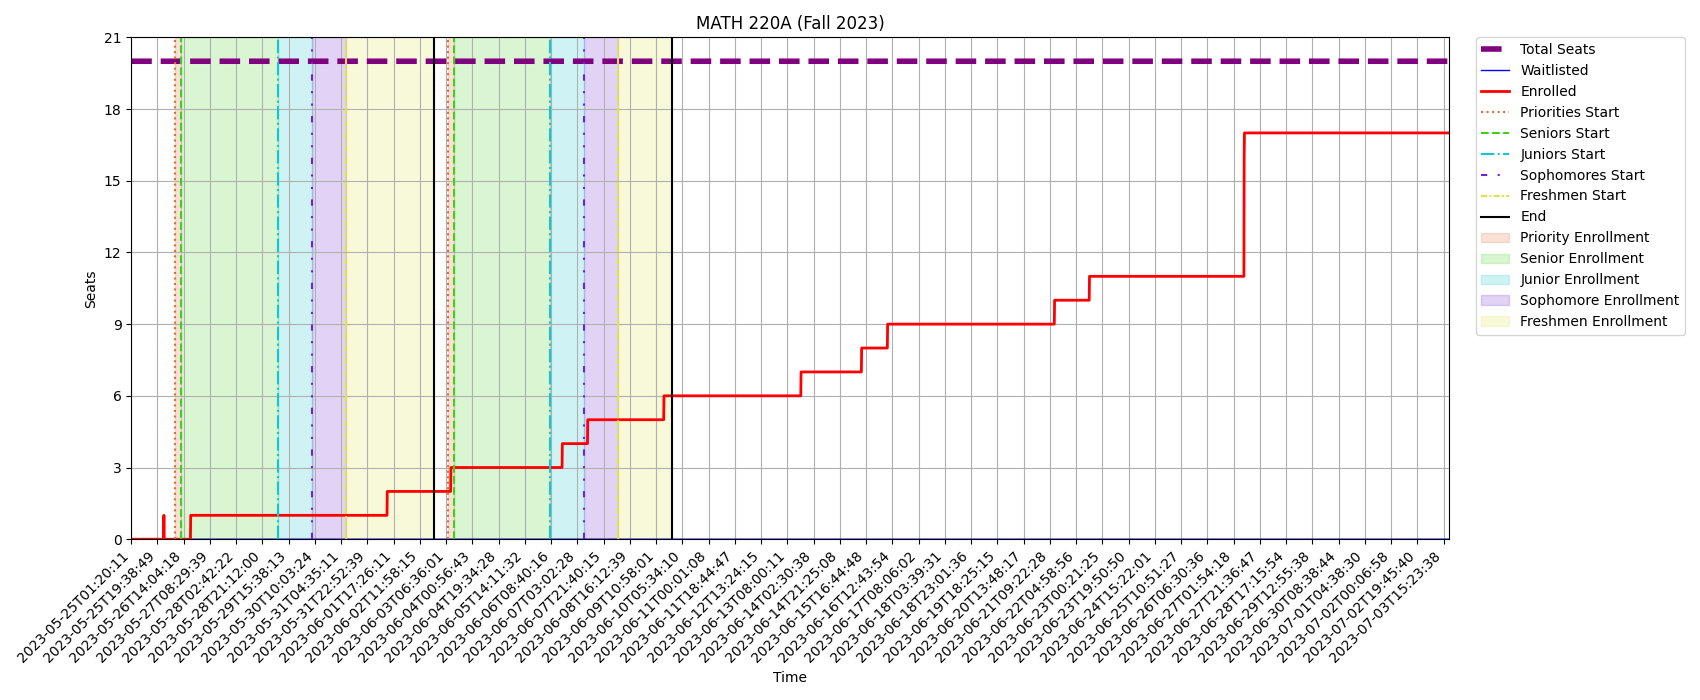 MATH 220A (Fall 2023)
21
18
15
12
9
6
3
0
Seats
2023-05-25T01:20:11
2023-05-25T19:38:49
2023-05-26T14:04:18
2023-05-27T08:29:39
2023-05-28T02:42:22
2023-05-28T21:12:00
2023-05-29T15:38:13
2023-05-30T10:03:24
2023-05-31T04:35:11
2023-05-31T22:52:39
2023-06-01T17:26:11
2023-06-02T11:58:15
2023-06-03T06:36:01
2023-06-04T00:56:43
2023-06-04T19:34:28
2023-06-05T14:11:32
2023-06-06T08:40:16
2023-06-07T03:02:28
2023-06-07T21:40:15
2023-06-08T16:12:39
2023-06-09T10:58:01
2023-06-10T05:34:10
2023-06-11T00:01:08
2023-06-11T18:44:47
2023-06-12T13:24:15
2023-06-13T08:00:11
2023-06-14T02:30:38
2023-06-14T21:25:08
2023-06-15T16:44:48
2023-06-16T12:43:54
2023-06-17T08:06:02
2023-06-18T03:39:31
2023-06-18T23:01:36
2023-06-19T18:25:15
2023-06-20T13:48:17
2023-06-21T09:22:28
2023-06-22T04:58:56
2023-06-23T00:21:25
2023-06-23T19:50:50
2023-06-24T15:22:01
2023-06-25T10:51:27
2023-06-26T06:30:36
2023-06-27T01:54:18
2023-06-27T21:36:47
2023-06-28T17:15:54
2023-06-29T12:55:38
2023-06-30T08:38:44
2023-07-01T04:38:30
2023-07-02T00:06:58
2023-07-02T19:45:40
2023-07-03T15:23:38
Time
Total Seats
Waitlisted
Enrolled
Priorities Start
Seniors Start
Juniors Start
Sophomores Start
Freshmen Start
End
Priority Enrollment
Senior Enrollment
Junior Enrollment
Sophomore Enrollment
Freshmen Enrollment